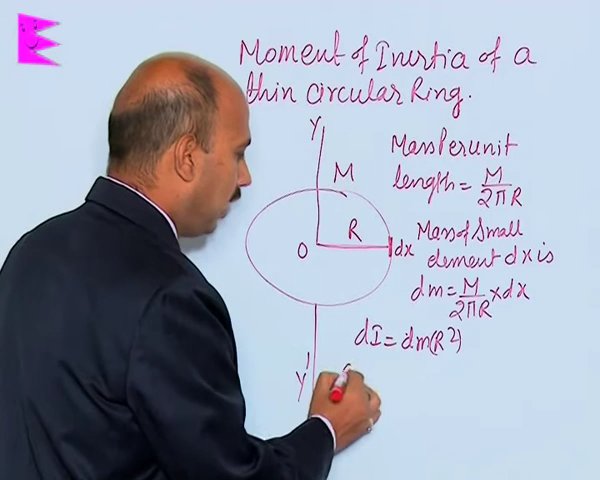 Moment of Inertia of a
thin circular Ring.
Y
M
R
O
dx
Y'
Mass Per unit
length = M/2πR
Mass of Small
element dx is
dm = M/2πR × dx
dI = dm(R²)